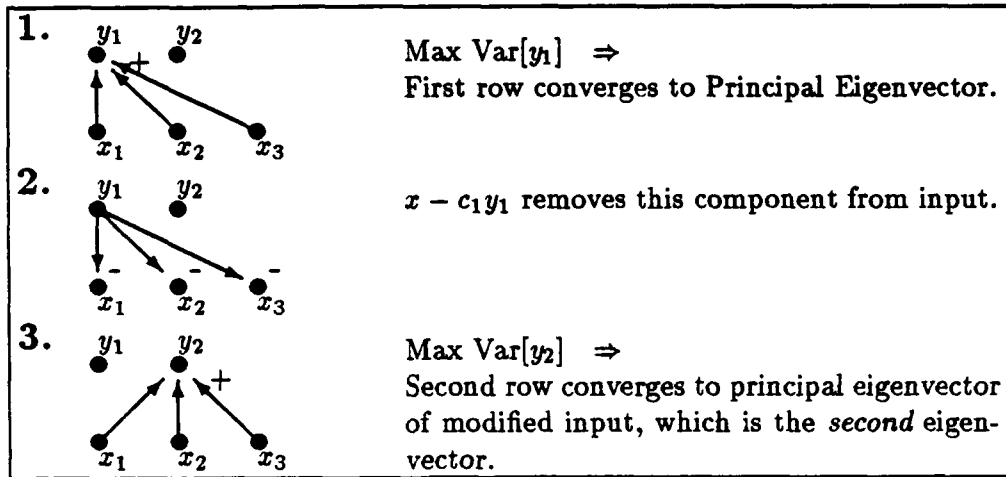 1.
y₁ y₂
+
x₁ x₂ x₃
Max Var[y₁] ⇒
First row converges to Principal Eigenvector.
2.
y₁ y₂
- - -
x₁ x₂ x₃
x − c₁y₁ removes this component from input.
3.
y₁ y₂
+
x₁ x₂ x₃
Max Var[y₂] ⇒
Second row converges to principal eigenvector
of modified input, which is the second eigen-
vector.